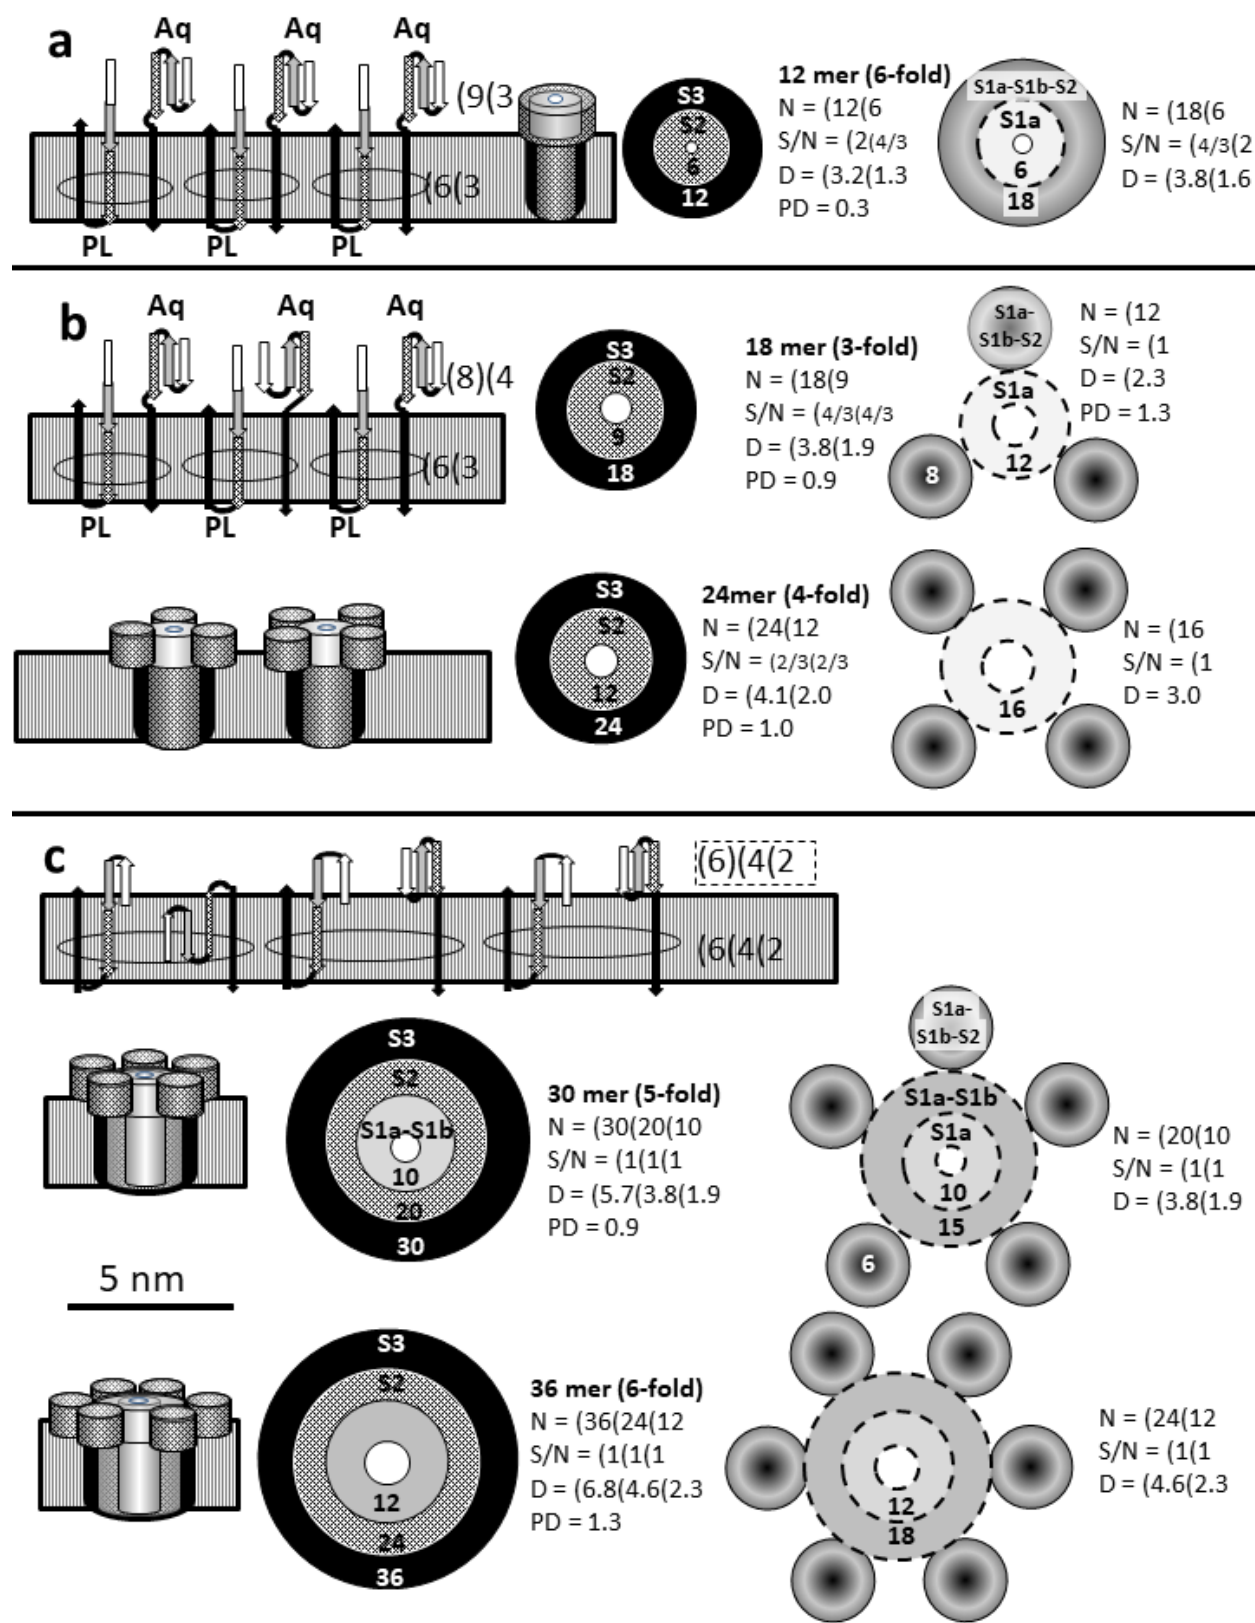 a
Aq Aq Aq
(9(3
(6(3
PL PL PL
S3
S2
6
12
12 mer (6-fold)
N = (12(6
S/N = (2(4/3
D = (3.2(1.3
PD = 0.3
S1a-S1b-S2
S1a
6
18
N = (18(6
S/N = (4/3(2
D = (3.8(1.6
b
Aq Aq Aq
(8)(4
(6(3
PL PL PL
S3
S2
9
18
18 mer (3-fold)
N = (18(9
S/N = (4/3(4/3
D = (3.8(1.9
PD = 0.9
S1a-
S1b-S2
S1a
12
8
N = (12
S/N = (1
D = (2.3
PD = 1.3
S3
S2
12
24
24mer (4-fold)
N = (24(12
S/N = (2/3(2/3
D = (4.1(2.0
PD = 1.0
16
N = (16
S/N = (1
D = 3.0
c
(6)(4(2
(6(4(2
S3
S2
S1a-S1b
10
20
30
30 mer (5-fold)
N = (30(20(10
S/N = (1(1(1
D = (5.7(3.8(1.9
PD = 0.9
S1a-
S1b-S2
S1a-S1b
S1a
10
15
6
N = (20(10
S/N = (1(1
D = (3.8(1.9
5 nm
S3
S2
12
24
36
36 mer (6-fold)
N = (36(24(12
S/N = (1(1(1
D = (6.8(4.6(2.3
PD = 1.3
12
18
N = (24(12
S/N = (1(1
D = (4.6(2.3